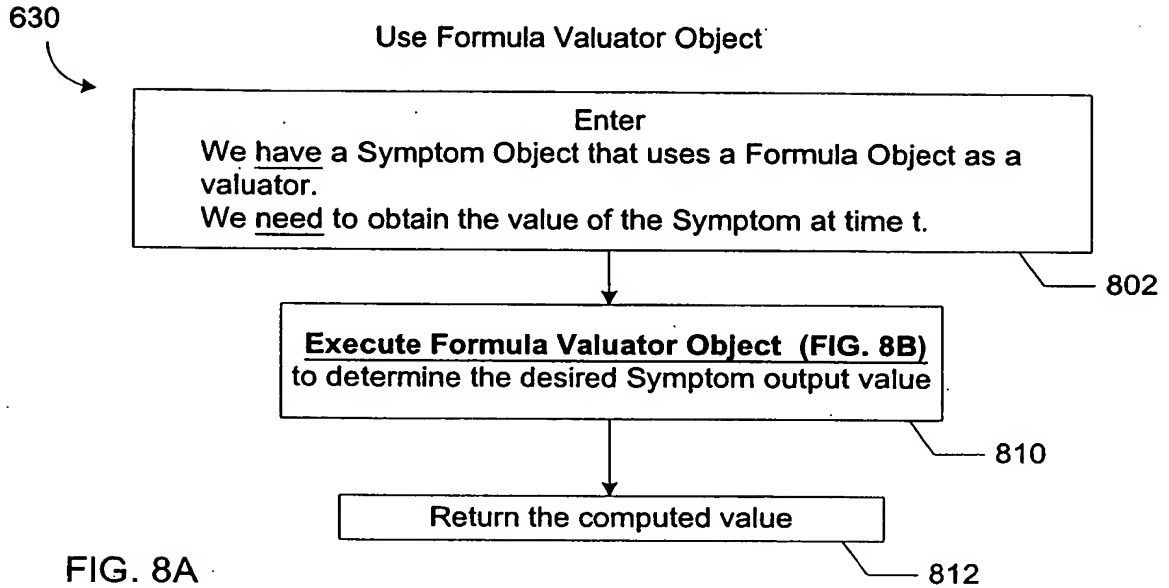 630
Use Formula Valuator Object
Enter
We have a Symptom Object that uses a Formula Object as a
valuator.
We need to obtain the value of the Symptom at time t.
802
Execute Formula Valuator Object (FIG. 8B)
to determine the desired Symptom output value
810
Return the computed value
812
FIG. 8A